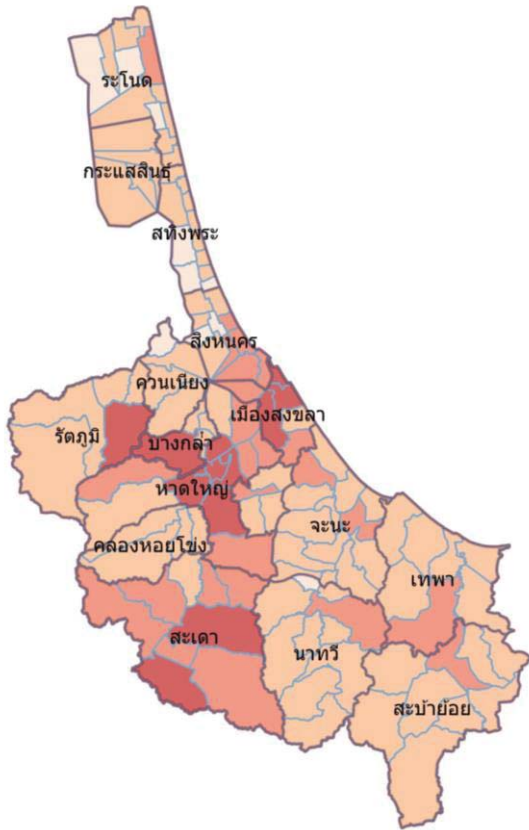 ระโนด
กระแสสินธุ์
สทิงพระ
สิงหนคร
ควนเนียง
เมืองสงขลา
รัตภูมิ
บางกล่ำ
หาดใหญ่
จะนะ
คลองหอยโข่ง
เทพา
สะเดา
นาทวี
สะบ้าย้อย